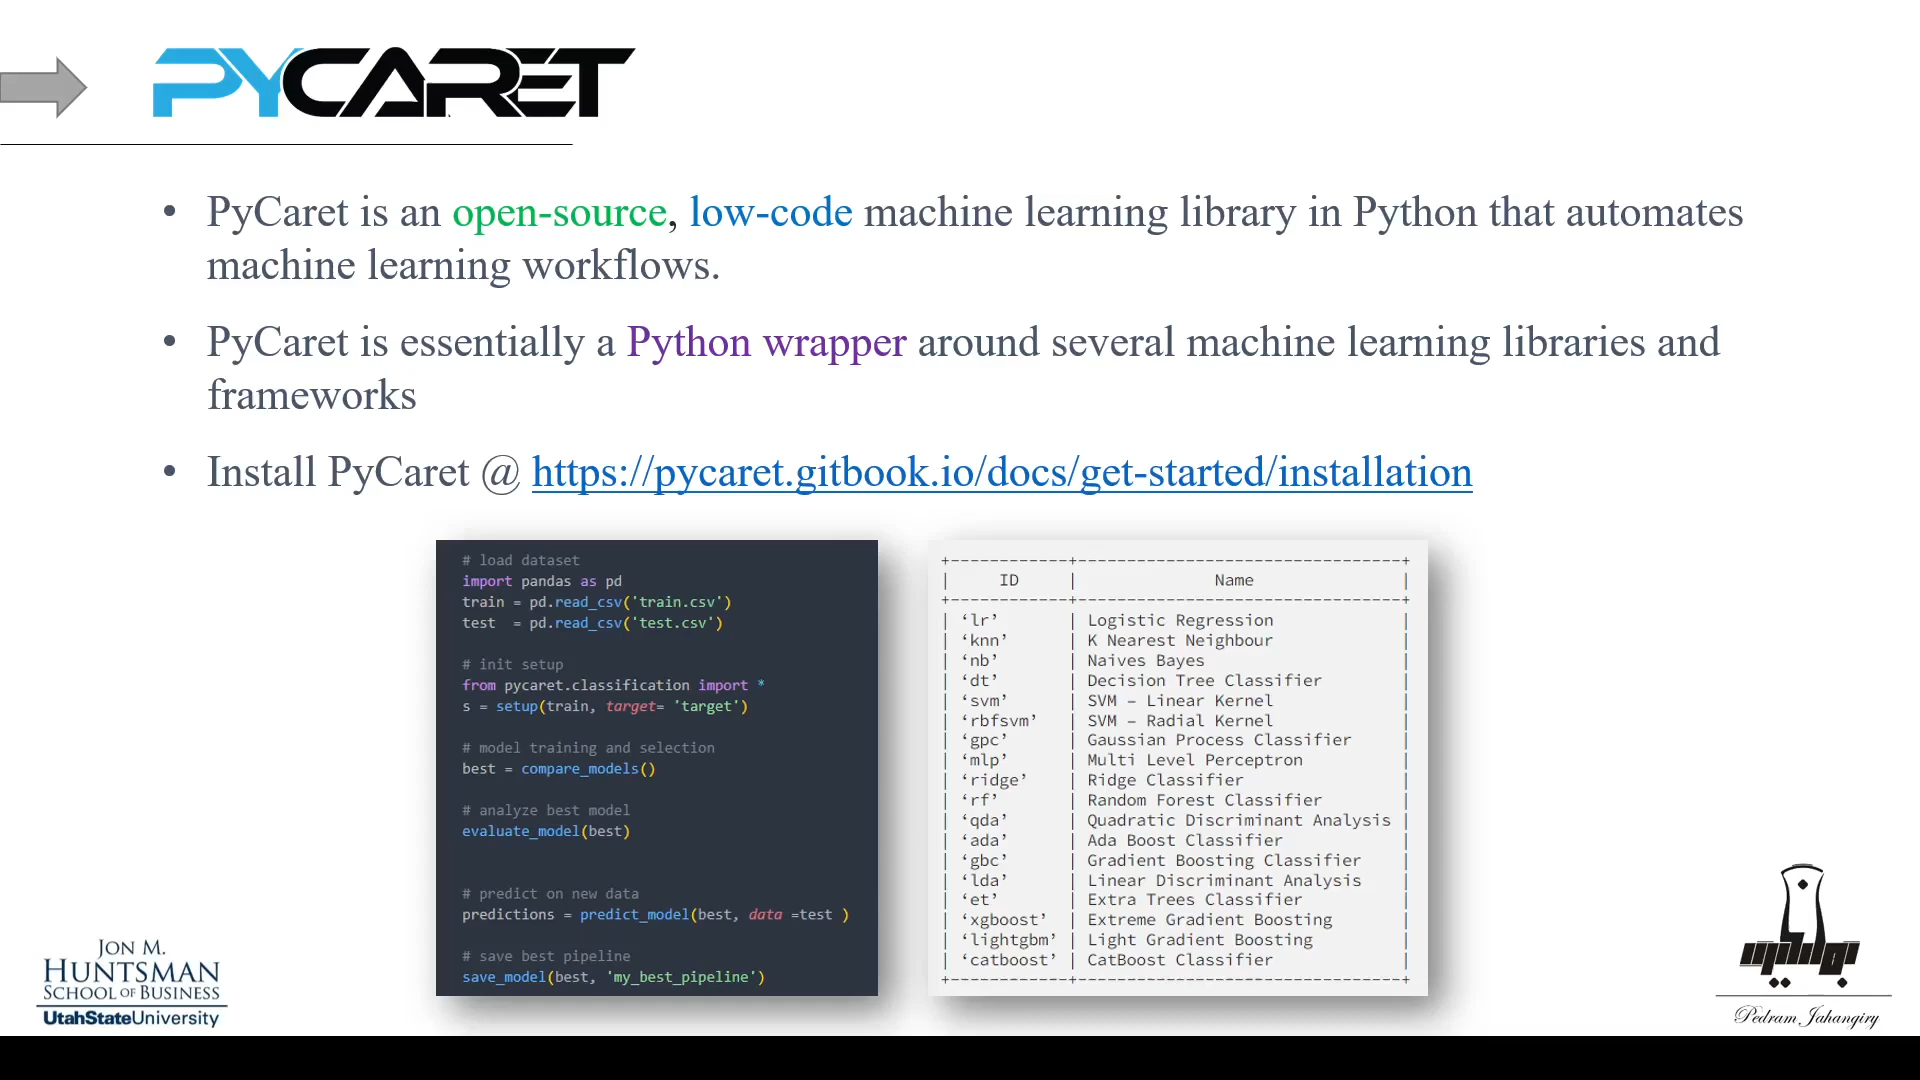 PYCARET
• PyCaret is an open-source, low-code machine learning library in Python that automates
machine learning workflows.
• PyCaret is essentially a Python wrapper around several machine learning libraries and
frameworks
• Install PyCaret @ https://pycaret.gitbook.io/docs/get-started/installation
# load dataset
import pandas as pd
train = pd.read_csv('train.csv')
test  = pd.read_csv('test.csv')
# init setup
from pycaret.classification import *
s = setup(train, target= 'target')
# model training and selection
best = compare_models()
# analyze best model
evaluate_model(best)
# predict on new data
predictions = predict_model(best, data =test )
# save best pipeline
save_model(best, 'my_best_pipeline')
+------------+---------------------------------+
| ID | Name |
+------------+---------------------------------+
| ‘lr’ | Logistic Regression |
| ‘knn’ | K Nearest Neighbour |
| ‘nb’ | Naives Bayes |
| ‘dt’ | Decision Tree Classifier |
| ‘svm’ | SVM – Linear Kernel |
| ‘rbfsvm’ | SVM – Radial Kernel |
| ‘gpc’ | Gaussian Process Classifier |
| ‘mlp’ | Multi Level Perceptron |
| ‘ridge’ | Ridge Classifier |
| ‘rf’ | Random Forest Classifier |
| ‘qda’ | Quadratic Discriminant Analysis |
| ‘ada’ | Ada Boost Classifier |
| ‘gbc’ | Gradient Boosting Classifier |
| ‘lda’ | Linear Discriminant Analysis |
| ‘et’ | Extra Trees Classifier |
| ‘xgboost’ | Extreme Gradient Boosting |
| ‘lightgbm’ | Light Gradient Boosting |
| ‘catboost’ | CatBoost Classifier |
+------------+---------------------------------+
JON M.
HUNTSMAN
SCHOOL OF BUSINESS
UtahStateUniversity
Pedram Jahangiry